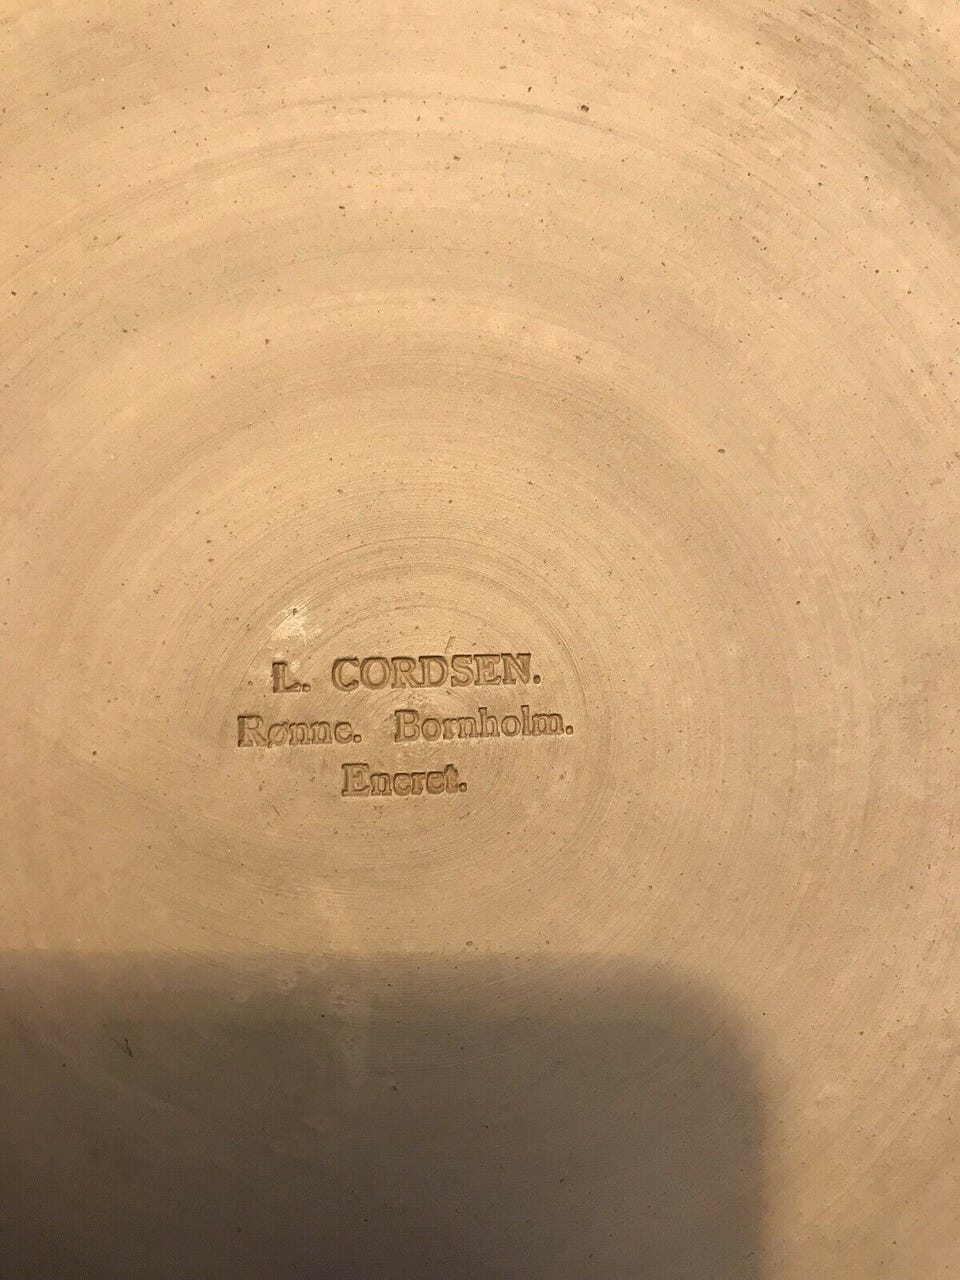 L. CORDSEN.
Rønne. Bornholm.
Eneret.